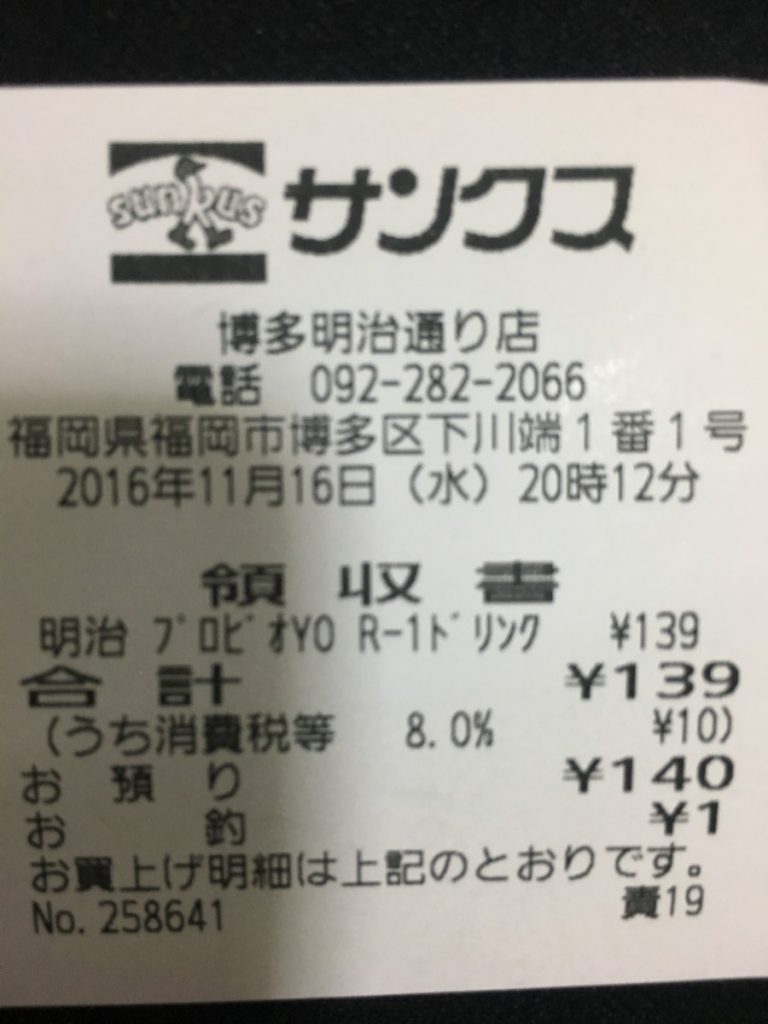 sunkus サンクス
博多明治通り店
電話 092-282-2066
福岡県福岡市博多区下川端1番1号
2016年11月16日（水）20時12分
領収書
明治 ﾌﾟﾛﾋﾞｵYO R-1ﾄﾞﾘﾝｸ ¥139
合計 ¥139
（うち消費税等 8.0% ¥10）
お預り ¥140
お釣 ¥1
お買上げ明細は上記のとおりです。
No.258641 責19